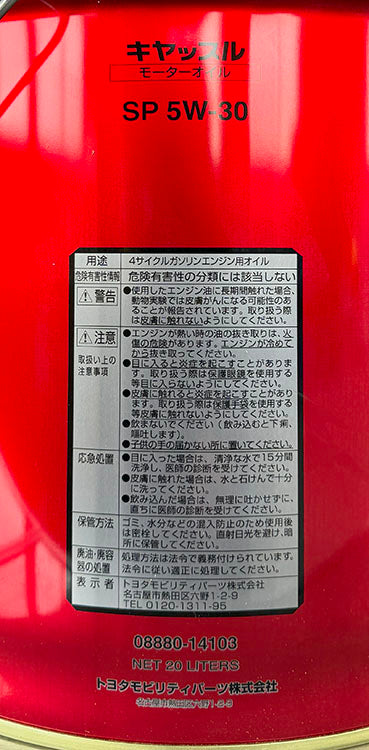 キヤッスル
モーターオイル
SP 5W-30
用途 4サイクルガソリンエンジン用オイル
危険有害性情報 危険有害性の分類には該当しない
⚠警告 ●使用したエンジン油に長期間触れた場合、
動物実験では皮膚がんになる可能性のあ
ることが報告されています。取り扱う際
は皮膚に触れないようにしてください。
⚠注意 ●エンジンが熱い時の油の抜き取りは、火
傷の危険があります。エンジンが冷めて
から抜き取ってください。
取扱い上の
注意事項
●目に入ると炎症を起こすことがありま
す。取り扱う際は保護眼鏡を使用する
等目に入らないようにしてください。
●皮膚に触れると炎症を起こすことがあり
ます。取り扱う際は保護手袋を使用する
等皮膚に触れないようにしてください。
●飲まないでください（飲み込むと下痢、
嘔吐します）。
●子供の手の届かない所に置いてください。
応急処置 ●目に入った場合は、清浄な水で15分間
洗浄し、医師の診断を受けてください。
●皮膚に触れた場合は、水と石けんで十分
に洗ってください。
●飲み込んだ場合は、無理に吐かせずに、
直ちに医師の診断を受けてください。
保管方法 ゴミ、水分などの混入防止のため使用後
は密栓してください。直射日光を避け、暗
所に保管してください。
廃油・廃容
器の処置
処理方法は法令で義務付けられています。
法令に従い適正に処理してください。
表示者 トヨタモビリティパーツ株式会社
名古屋市熱田区六野1-2-9
TEL 0120-1311-95
08880-14103
NET 20 LITERS
トヨタモビリティパーツ株式会社
名古屋市熱田区六野1-2-9